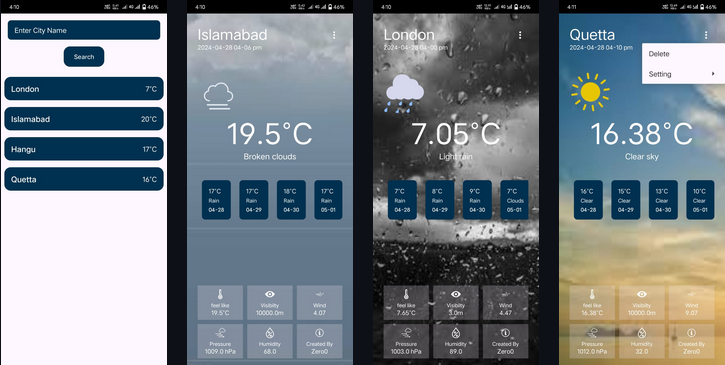 4:10
46%
Enter City Name
Search
London 7°C
Islamabad 20°C
Hangu 17°C
Quetta 16°C
4:10
4G
46%
Islamabad
2024-04-28 04-06 pm
19.5°C
Broken clouds
17°C 17°C 18°C 17°C
Rain Rain Rain Rain
04-28 04-29 04-30 05-01
feel like Visibilty Wind
19.5°C 10000.0m 4.07
Pressure Humidity Created By
1009.0 hPa 68.0 Zero0
4:10
4G
46%
London
2024-04-28 04-00 pm
7.05°C
Light rain
7°C 8°C 9°C 7°C
Rain Rain Rain Clouds
04-28 04-29 04-30 05-01
feel like Visibilty Wind
7.65°C 3.0m 4.47
Pressure Humidity Created By
1003.0 hPa 89.0 Zero0
4:11
4G
46%
Quetta
2024-04-28 04-10 pm
Delete
Setting
16.38°C
Clear sky
16°C 15°C 13°C 10°C
Clear Clear Clear Clear
04-28 04-29 04-30 05-01
feel like Visibilty Wind
16.38°C 10000.0m 9.07
Pressure Humidity Created By
1012.0 hPa 32.0 Zero0